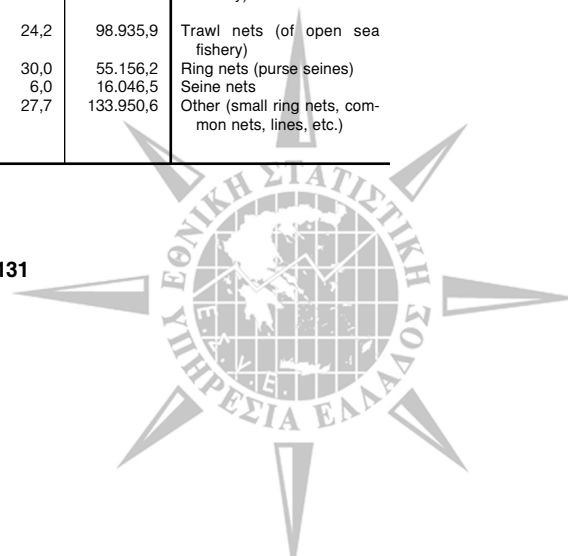 24,2 98.935,9 Trawl nets (of open sea
fishery)
30,0 55.156,2 Ring nets (purse seines)
6,0 16.046,5 Seine nets
27,7 133.950,6 Other (small ring nets, com-
mon nets, lines, etc.)
131
ΕΘΝΙΚΗ ΣΤΑΤΙΣΤΙΚΗ
ΥΠΗΡΕΣΙΑ ΕΛΛΑΔΟΣ
Ε.Σ.Υ.Ε.